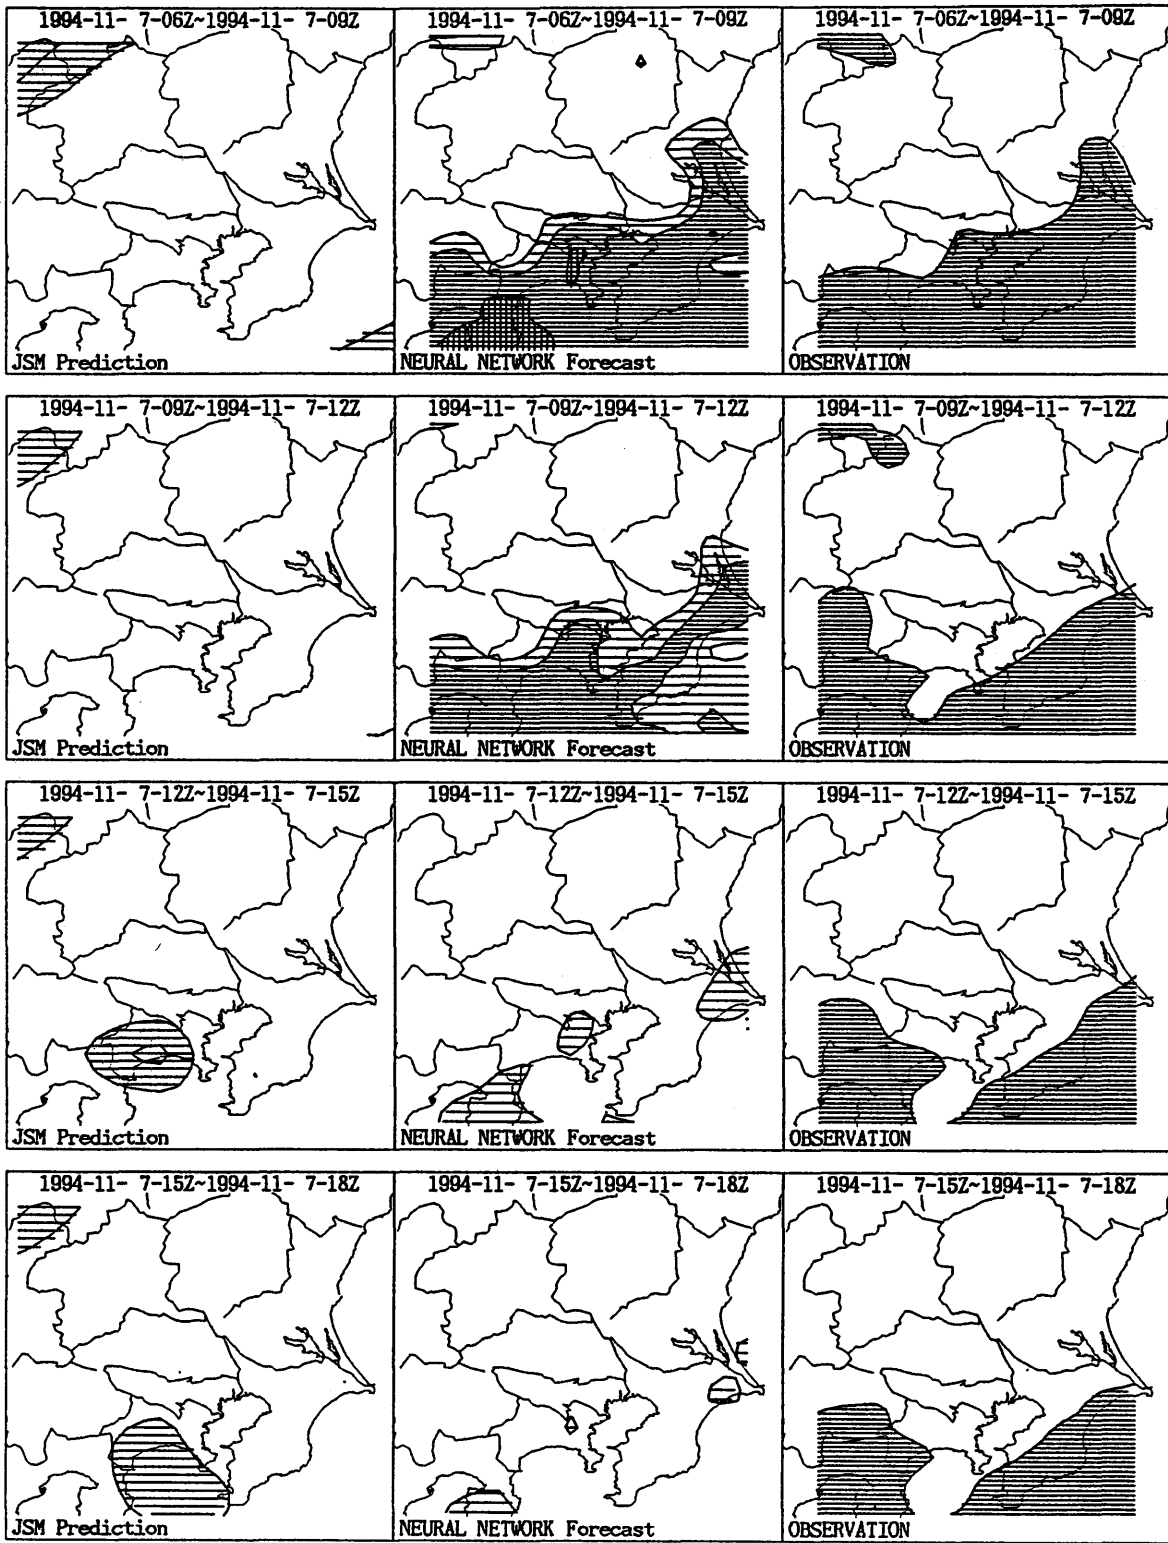 1994-11- 7-06Z~1994-11- 7-09Z
1994-11- 7-06Z~1994-11- 7-09Z
1994-11- 7-06Z~1994-11- 7-09Z
JSM Prediction
NEURAL NETWORK Forecast
OBSERVATION
1994-11- 7-09Z~1994-11- 7-12Z
1994-11- 7-09Z~1994-11- 7-12Z
1994-11- 7-09Z~1994-11- 7-12Z
JSM Prediction
NEURAL NETWORK Forecast
OBSERVATION
1994-11- 7-12Z~1994-11- 7-15Z
1994-11- 7-12Z~1994-11- 7-15Z
1994-11- 7-12Z~1994-11- 7-15Z
JSM Prediction
NEURAL NETWORK Forecast
OBSERVATION
1994-11- 7-15Z~1994-11- 7-18Z
1994-11- 7-15Z~1994-11- 7-18Z
1994-11- 7-15Z~1994-11- 7-18Z
JSM Prediction
NEURAL NETWORK Forecast
OBSERVATION